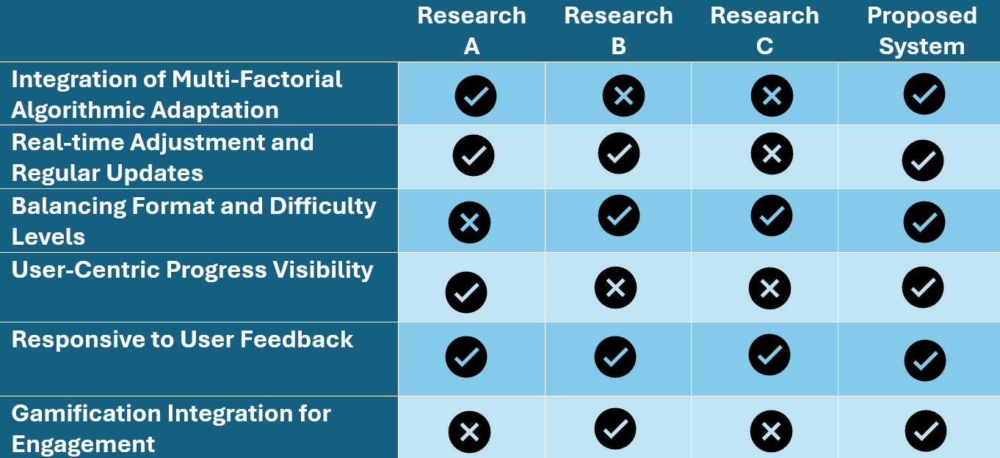 Research Research Research Proposed
A B C System
Integration of Multi-Factorial
Algorithmic Adaptation
Real-time Adjustment and
Regular Updates
Balancing Format and Difficulty
Levels
User-Centric Progress Visibility
Responsive to User Feedback
Gamification Integration for
Engagement